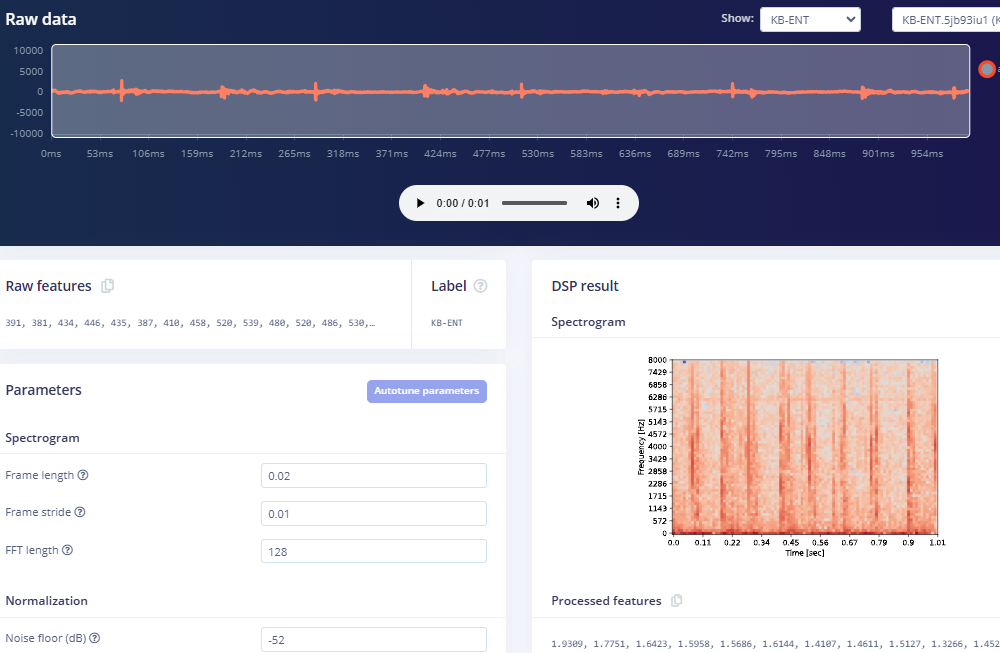 Raw data
Show: KB-ENT
KB-ENT.5jb93iu1 (K
10000
5000
0
-5000
-10000
0ms 53ms 106ms 159ms 212ms 265ms 318ms 371ms 424ms 477ms 530ms 583ms 636ms 689ms 742ms 795ms 848ms 901ms 954ms
0:00 / 0:01
Raw features
391, 381, 434, 446, 435, 387, 410, 458, 520, 539, 480, 520, 486, 530,…
Label ?
KB-ENT
Parameters
Autotune parameters
Spectrogram
Frame length ? 0.02
Frame stride ? 0.01
FFT length ? 128
Normalization
Noise floor (dB) ? -52
DSP result
Spectrogram
8000
7429
6858
6286
5715
5143
4572
4000
3429
2858
2286
1715
1143
572
0
Frequency [Hz]
0.0 0.11 0.22 0.34 0.45 0.56 0.67 0.79 0.9 1.01
Time [sec]
Processed features
1.9309, 1.7751, 1.6423, 1.5958, 1.5686, 1.6144, 1.4107, 1.4611, 1.5127, 1.3266, 1.452